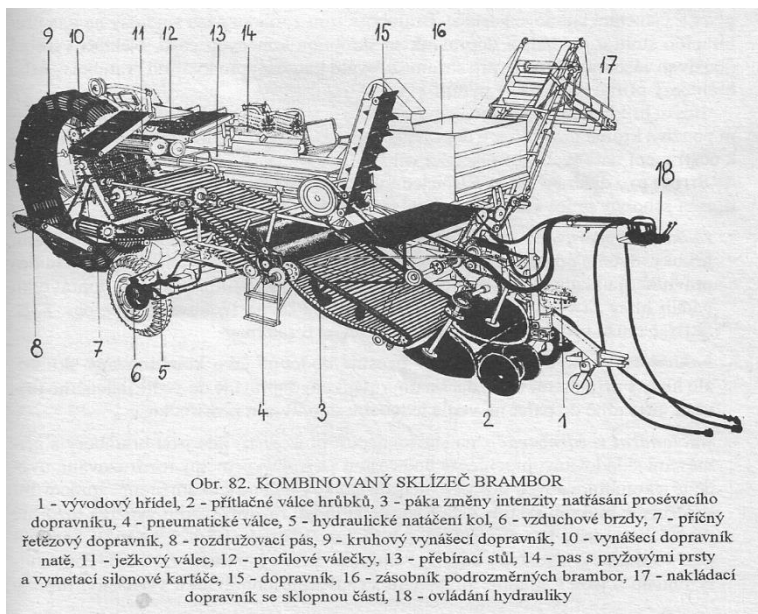 9 10 11 12 13 14 15 16
17
18
8 7 6 5 4 3 2 1
Obr. 82. KOMBINOVANÝ SKLÍZEČ BRAMBOR
1 - vývodový hřídel, 2 - přítlačné válce hrůbků, 3 - páka změny intenzity natřásání prosévacího
dopravníku, 4 - pneumatické válce, 5 - hydraulické natáčení kol, 6 - vzduchové brzdy, 7 - příčný
řetězový dopravník, 8 - rozdružovací pás, 9 - kruhový vynášecí dopravník, 10 - vynášecí dopravník
natě, 11 - ježkový válec, 12 - profilové válečky, 13 - přebírací stůl, 14 - pas s pryžovými prsty
a vymetací silonové kartáče, 15 - dopravník, 16 - zásobník podrozměrných brambor, 17 - nakládací
dopravník se sklopnou částí, 18 - ovládání hydrauliky